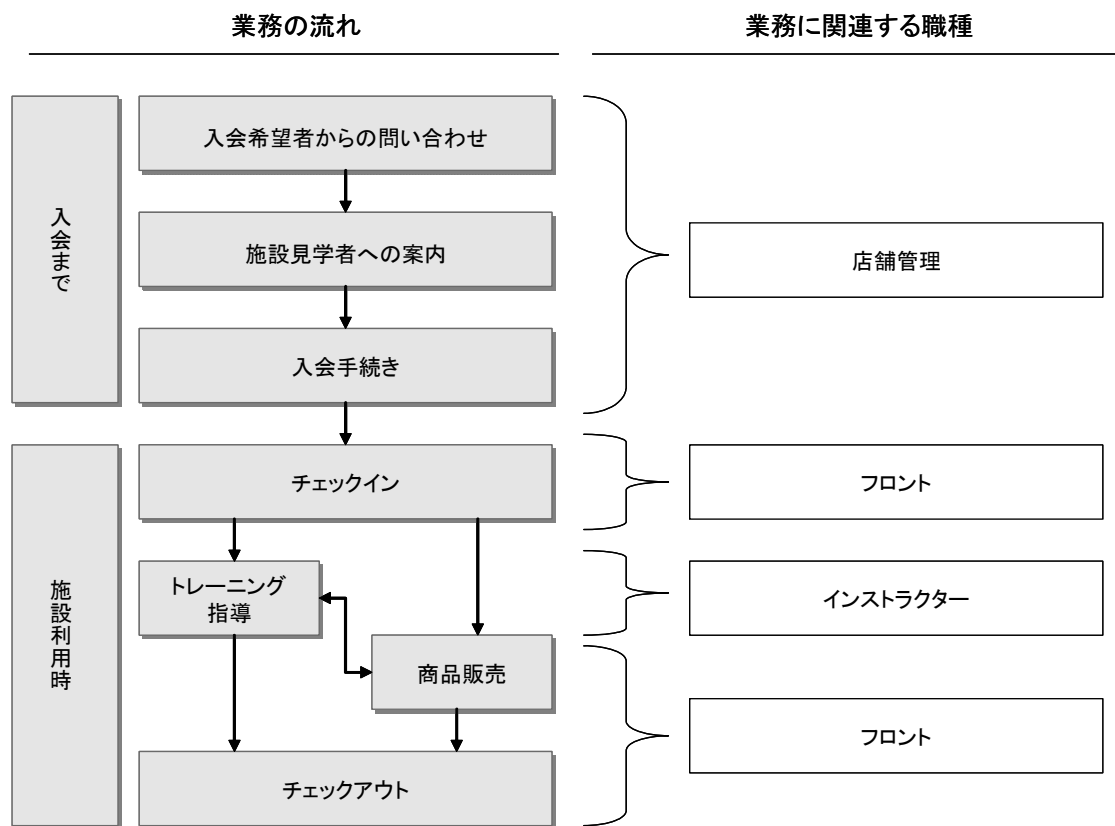 業務の流れ
業務に関連する職種
入会まで
入会希望者からの問い合わせ
施設見学者への案内
店舗管理
入会手続き
施設利用時
チェックイン
フロント
トレーニング
指導
インストラクター
商品販売
フロント
チェックアウト